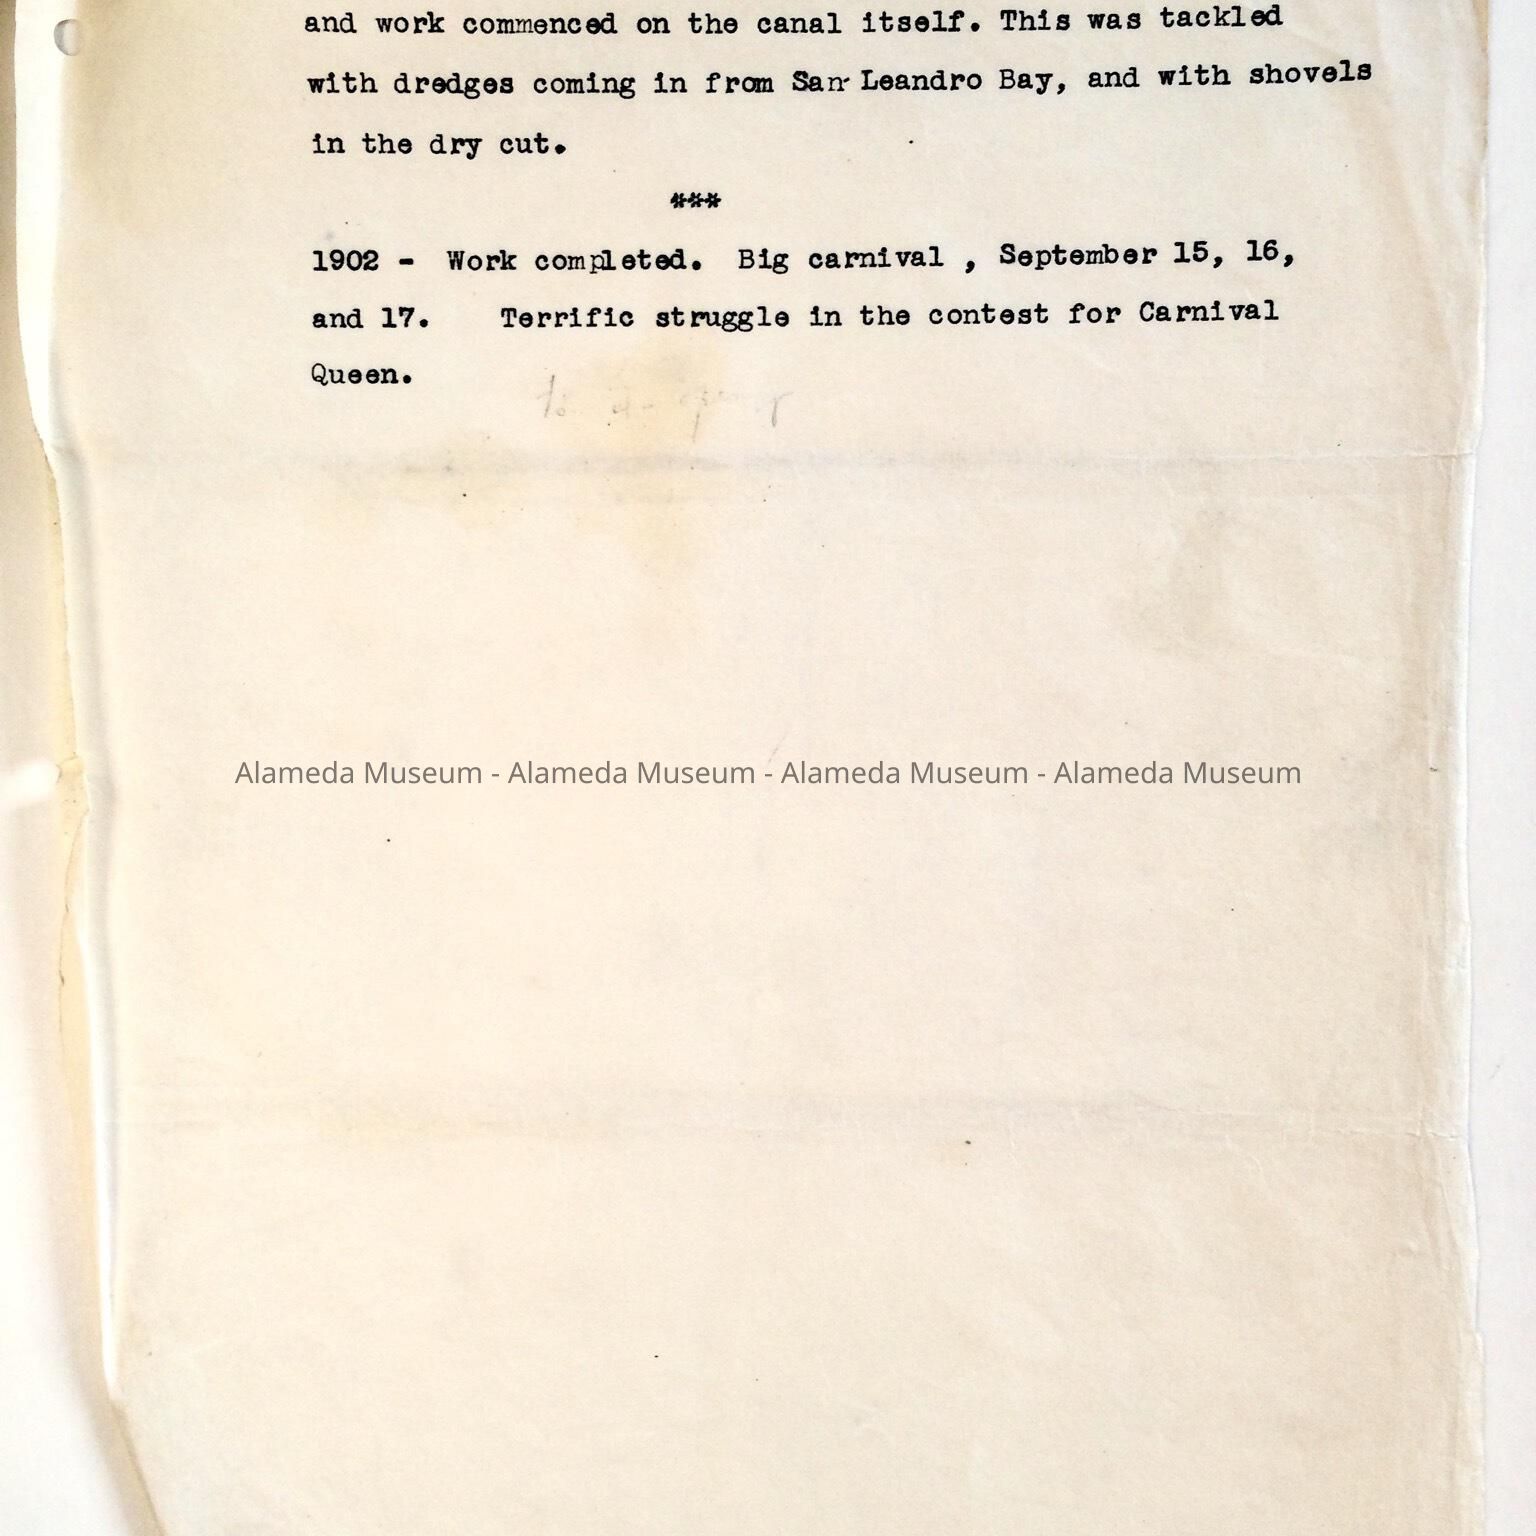 and work commenced on the canal itself. This was tackled
with dredges coming in from San Leandro Bay, and with shovels
in the dry cut.
***
1902 - Work completed. Big carnival , September 15, 16,
and 17. Terrific struggle in the contest for Carnival
Queen.
Alameda Museum - Alameda Museum - Alameda Museum - Alameda Museum